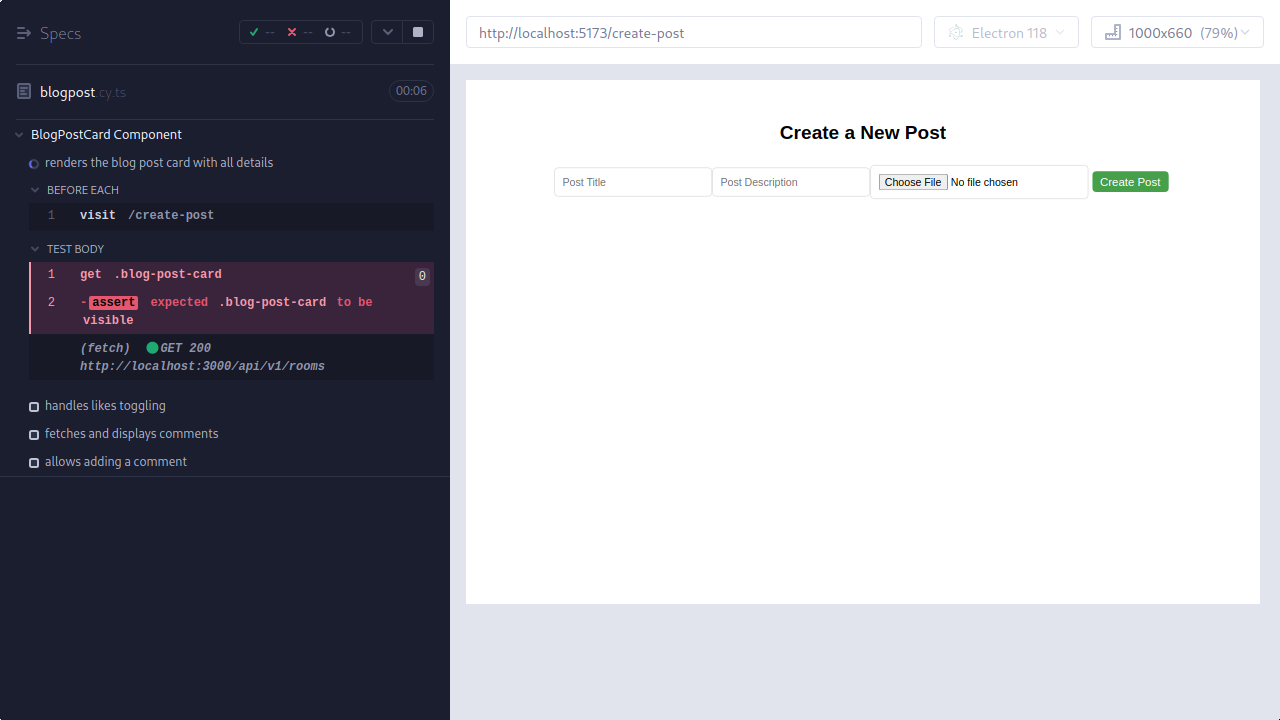 Specs
-- -- --
blogpost.cy.ts 00:06
BlogPostCard Component
renders the blog post card with all details
BEFORE EACH
1 visit /create-post
TEST BODY
1 get .blog-post-card 0
2 -assert expected .blog-post-card to be
visible
(fetch) GET 200
http://localhost:3000/api/v1/rooms
handles likes toggling
fetches and displays comments
allows adding a comment
http://localhost:5173/create-post
Electron 118
1000x660 (79%)
Create a New Post
Post Title
Post Description
Choose File No file chosen
Create Post